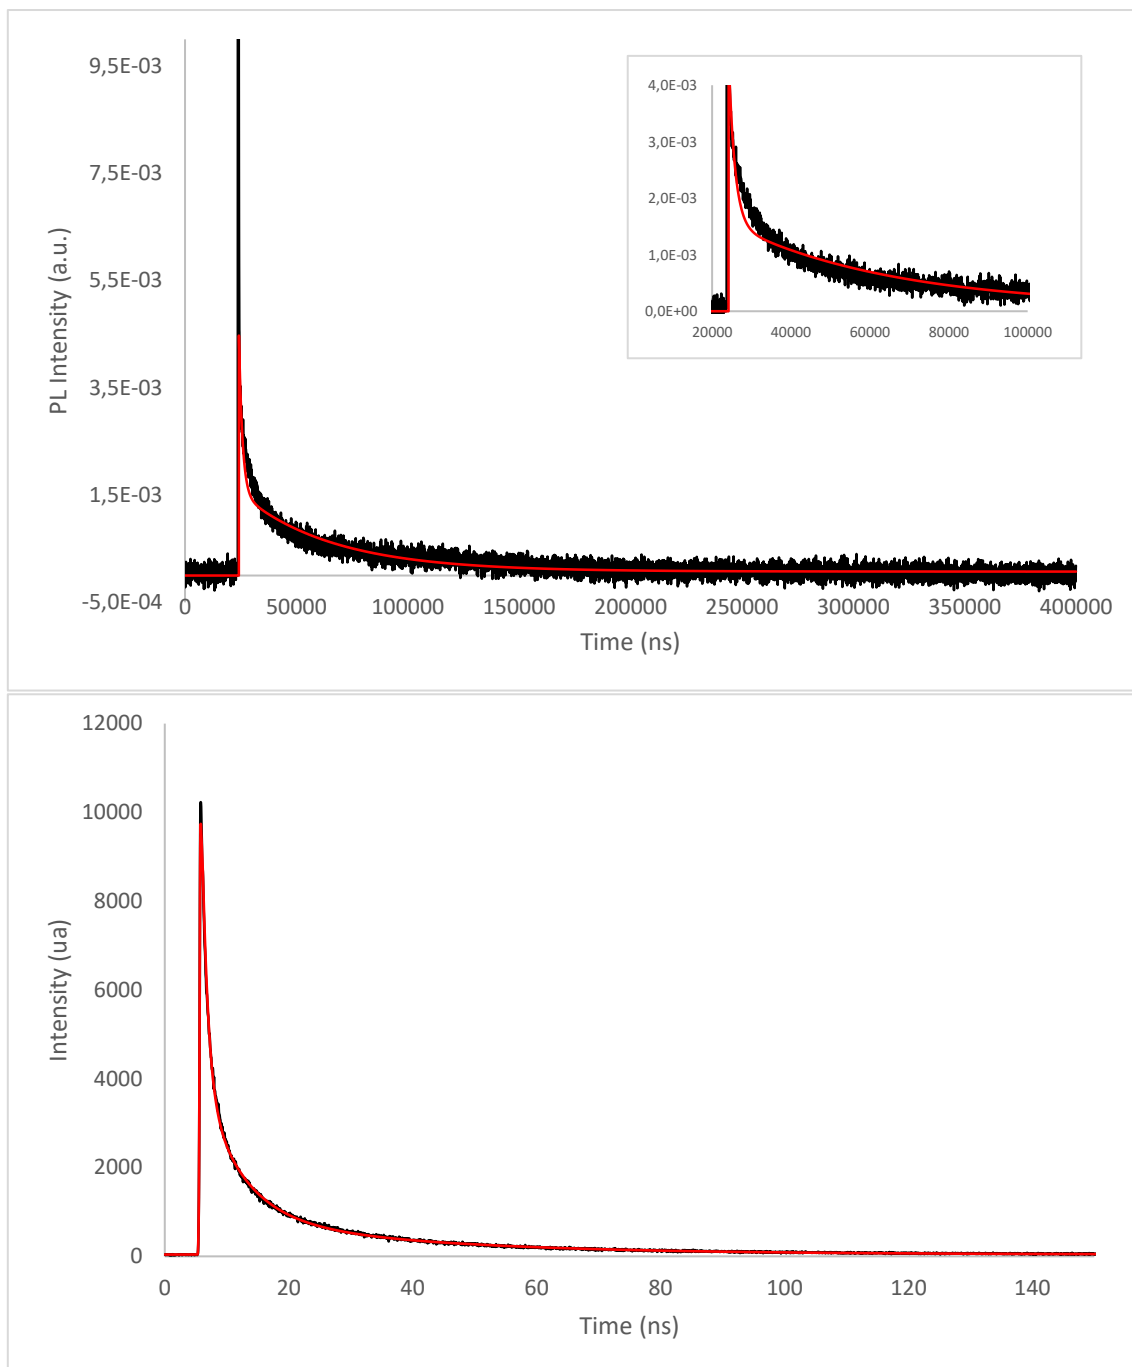 9,5E-03
7,5E-03
5,5E-03
3,5E-03
1,5E-03
-5,0E-04
PL Intensity (a.u.)
0 50000 100000 150000 200000 250000 300000 350000 400000
Time (ns)
4,0E-03
3,0E-03
2,0E-03
1,0E-03
0,0E+00
20000 40000 60000 80000 100000
12000
10000
8000
6000
4000
2000
0
Intensity (ua)
0 20 40 60 80 100 120 140
Time (ns)